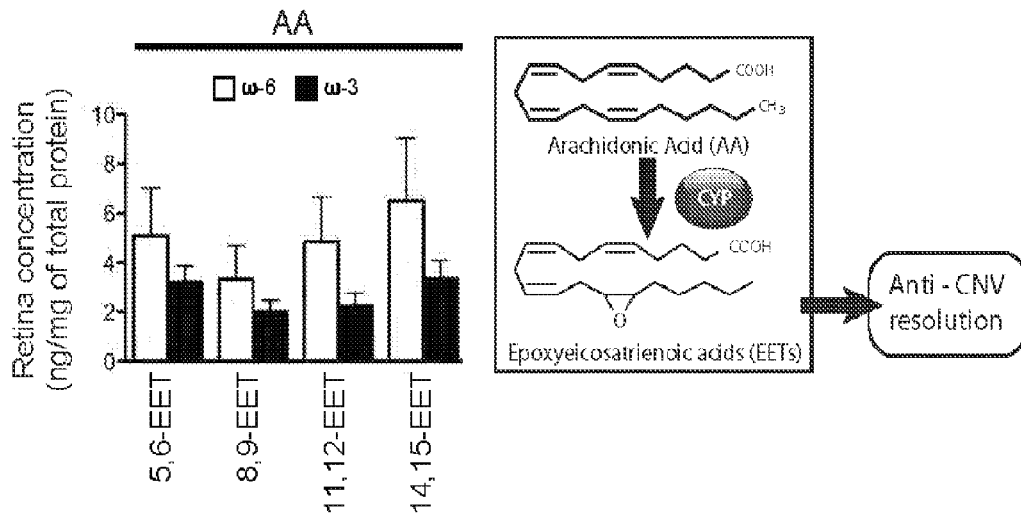 AA
ω-6 ω-3
Retina concentration
(ng/mg of total protein)
10
8
6
4
2
0
5,6-EET
8,9-EET
11,12-EET
14,15-EET
COOH
CH3
Arachidonic Acid (AA)
CYP
COOH
O
Epoxyeicosatrienoic acids (EETs)
Anti - CNV
resolution